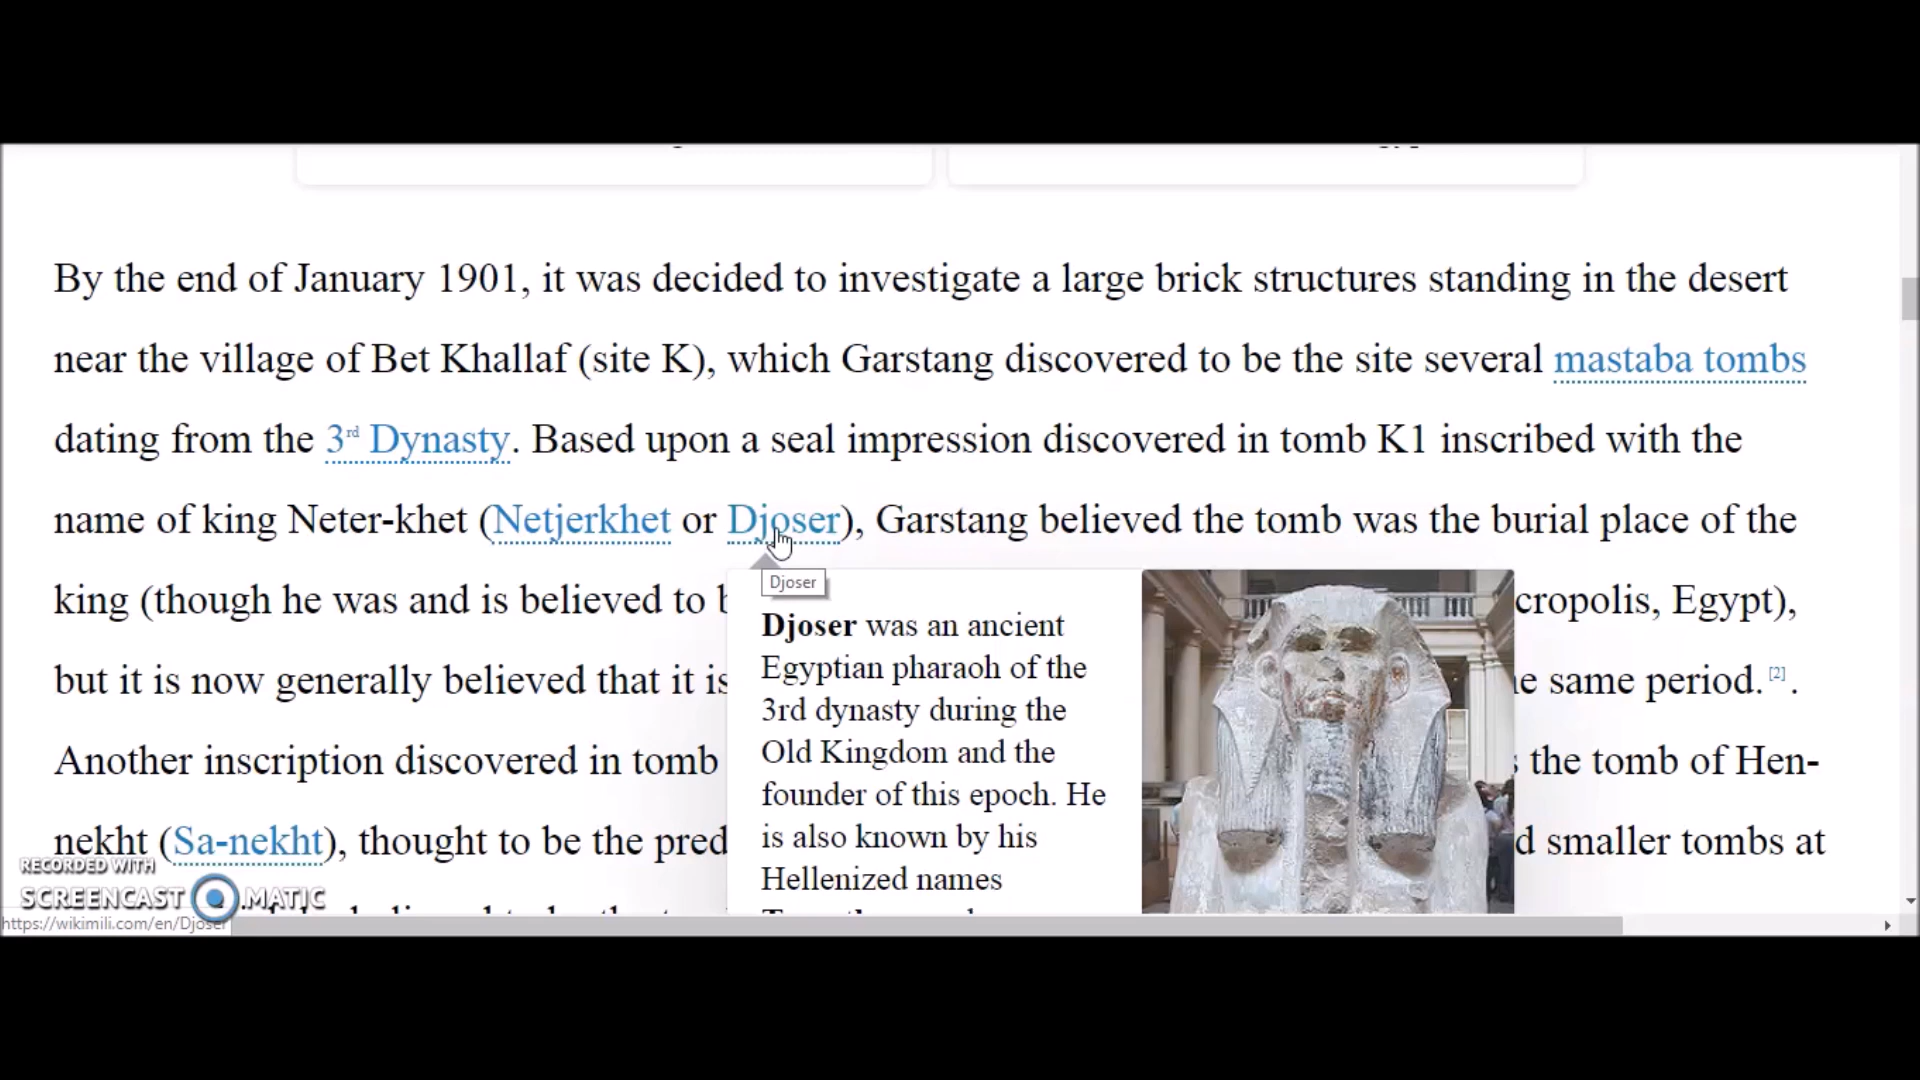 By the end of January 1901, it was decided to investigate a large brick structures standing in the desert
near the village of Bet Khallaf (site K), which Garstang discovered to be the site several mastaba tombs
dating from the 3rd Dynasty. Based upon a seal impression discovered in tomb K1 inscribed with the
name of king Neter-khet (Netjerkhet or Djoser), Garstang believed the tomb was the burial place of the
king (though he was and is believed to cropolis, Egypt),
but it is now generally believed that it is same period. [2] .
Another inscription discovered in tomb the tomb of Hen-
nekht (Sa-nekht), thought to be the smaller tombs at
Djoser
Djoser was an ancient
Egyptian pharaoh of the
3rd dynasty during the
Old Kingdom and the
founder of this epoch. He
is also known by his
Hellenized names
RECORDED WITH
SCREENCAST MATIC
https://wikimili.com/en/Djoser